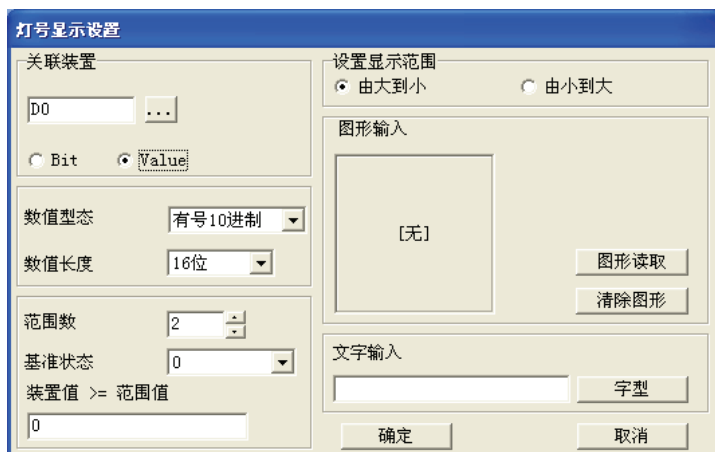 灯号显示设置
关联装置
D0
...
Bit
Value
数值型态
有号10进制
数值长度
16位
范围数
2
基准状态
0
装置值 >= 范围值
0
设置显示范围
由大到小
由小到大
图形输入
[无]
图形读取
清除图形
文字输入
字型
确定
取消